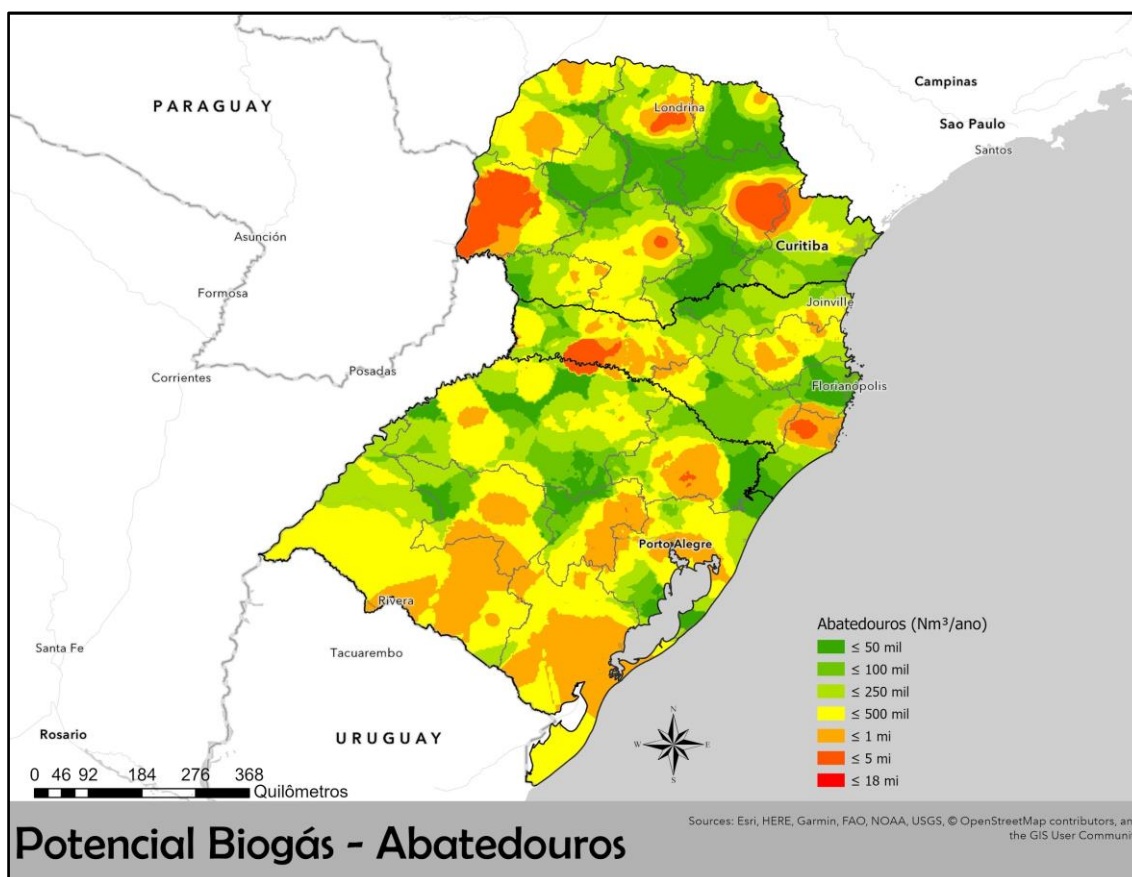 PARAGUAY
Campinas
Londrina
Sao Paulo
Santos
Asunción
Curitiba
Formosa
Joinville
Posadas
Corrientes
Florianópolis
Porto Alegre
Rivera
Abatedouros (Nm³/ano)
≤ 50 mil
≤ 100 mil
≤ 250 mil
≤ 500 mil
≤ 1 mi
≤ 5 mi
≤ 18 mi
Santa Fe
Tacuarembo
N
W E
S
Rosario
URUGUAY
0 46 92 184 276 368
Quilômetros
Potencial Biogás - Abatedouros
Sources: Esri, HERE, Garmin, FAO, NOAA, USGS, © OpenStreetMap contributors, an
the GIS User Communit